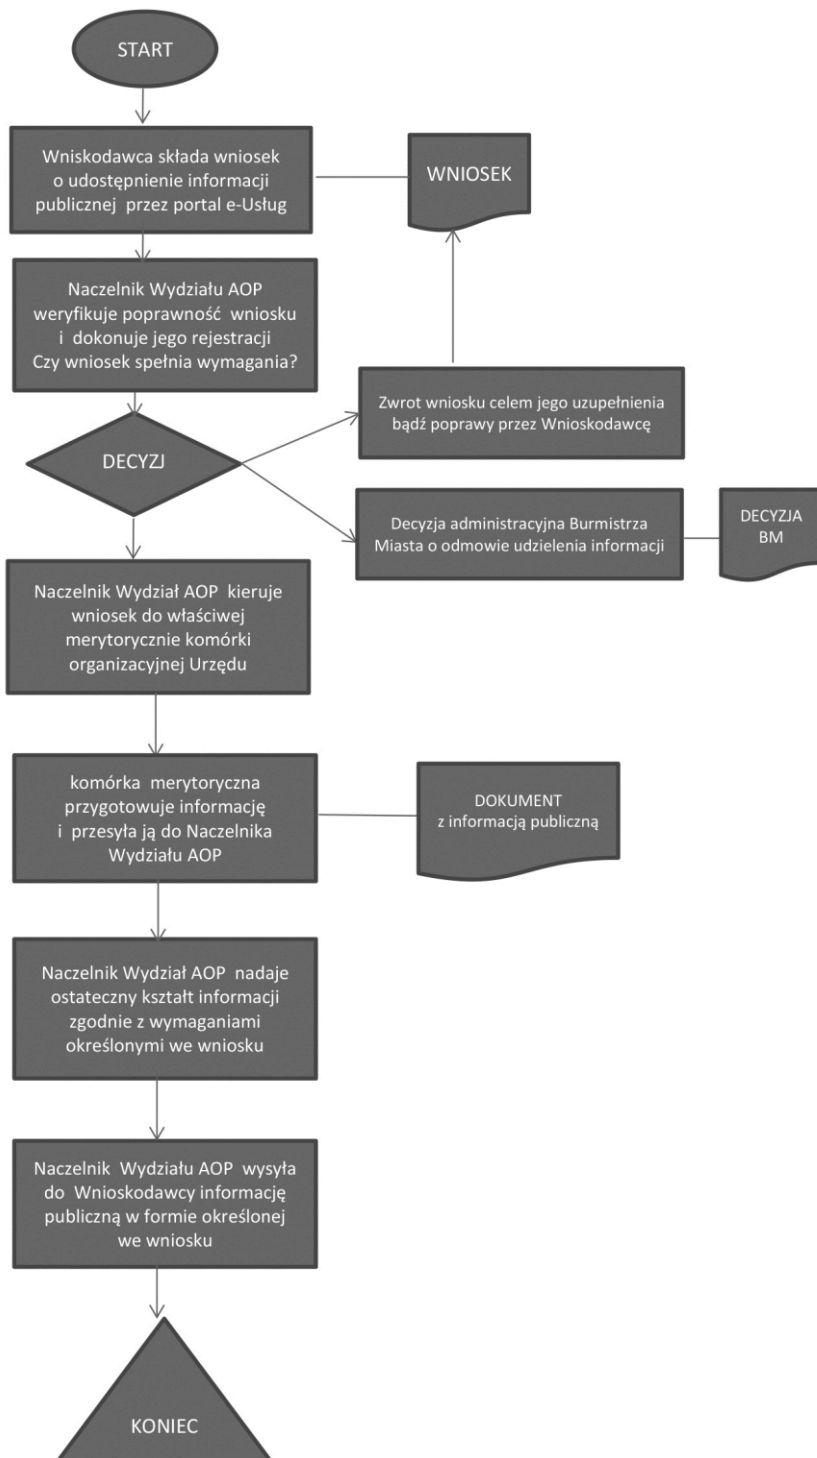 START
Wniskodawca składa wniosek
o udostępnienie informacji
publicznej przez portal e-Usług
WNIOSEK
Naczelnik Wydziału AOP
weryfikuje poprawność wniosku
i dokonuje jego rejestracji
Czy wniosek spełnia wymagania?
Zwrot wniosku celem jego uzupełnienia
bądź poprawy przez Wnioskodawcę
DECYZJ
Decyzja administracyjna Burmistrza
Miasta o odmowie udzielenia informacji
DECYZJA
BM
Naczelnik Wydział AOP kieruje
wniosek do właściwej
merytorycznie komórki
organizacyjnej Urzędu
komórka merytoryczna
przygotowuje informację
i przesyła ją do Naczelnika
Wydziału AOP
DOKUMENT
z informacją publiczną
Naczelnik Wydział AOP nadaje
ostateczny kształt informacji
zgodnie z wymaganiami
określonymi we wniosku
Naczelnik Wydziału AOP wysyła
do Wnioskodawcy informację
publiczną w formie określonej
we wniosku
KONIEC